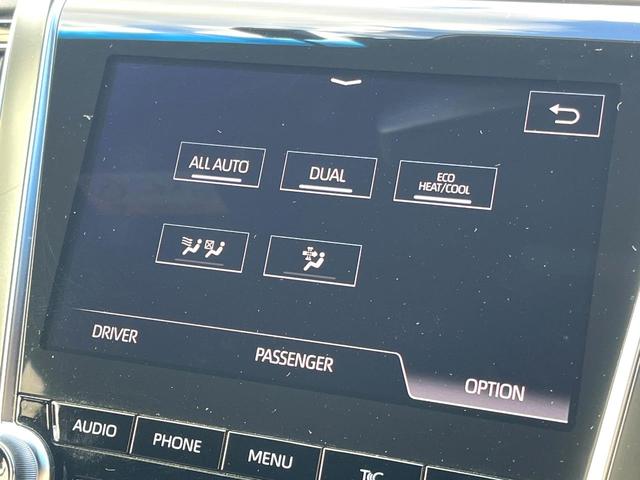 ALL AUTO
DUAL
ECO
HEAT/COOL
DRIVER
PASSENGER
OPTION
AUDIO
PHONE
MENU